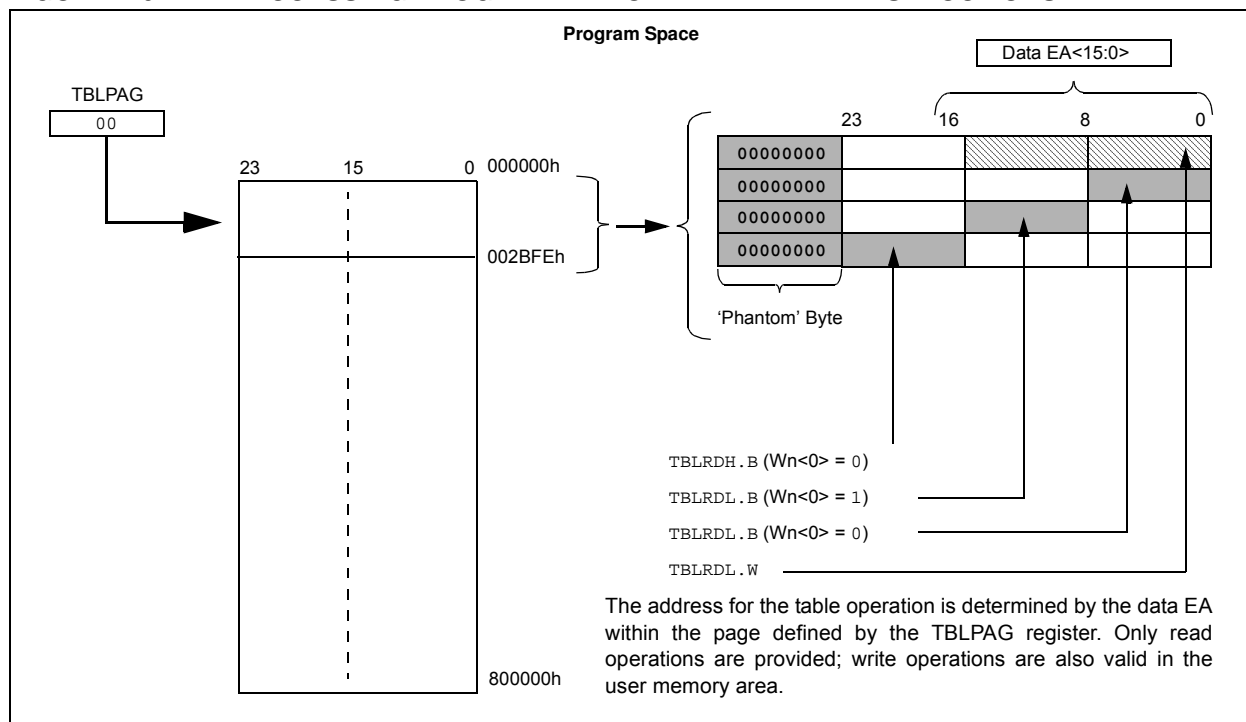 Program Space
Data EA<15:0>
TBLPAG
00
23 15 0
000000h
002BFEh
800000h
23 16 8 0
00000000
00000000
00000000
00000000
‘Phantom’ Byte
TBLRDH.B (Wn<0> = 0)
TBLRDL.B (Wn<0> = 1)
TBLRDL.B (Wn<0> = 0)
TBLRDL.W
The address for the table operation is determined by the data EA
within the page defined by the TBLPAG register. Only read
operations are provided; write operations are also valid in the
user memory area.